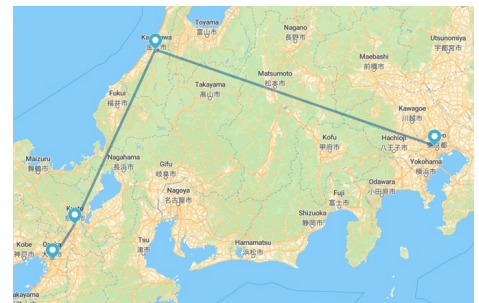 Toyama
富山市
Nagano
長野市
Utsunomiya
宇都宮市
Maebashi
前橋市
Matsumoto
松本市
Takayama
高山市
Kawagoe
川越市
Fukui
福井市
Hachioji
八王子市
Kofu
甲府市
Yokohama
横浜市
Maizuru
舞鶴市
Nagahama
長浜市
Gifu
岐阜市
Odawara
小田原市
Nagoya
名古屋市
Fuji
富士市
Shizuoka
静岡市
Kobe
神戸市
Tsu
津市
Hamamatsu
浜松市
akayama